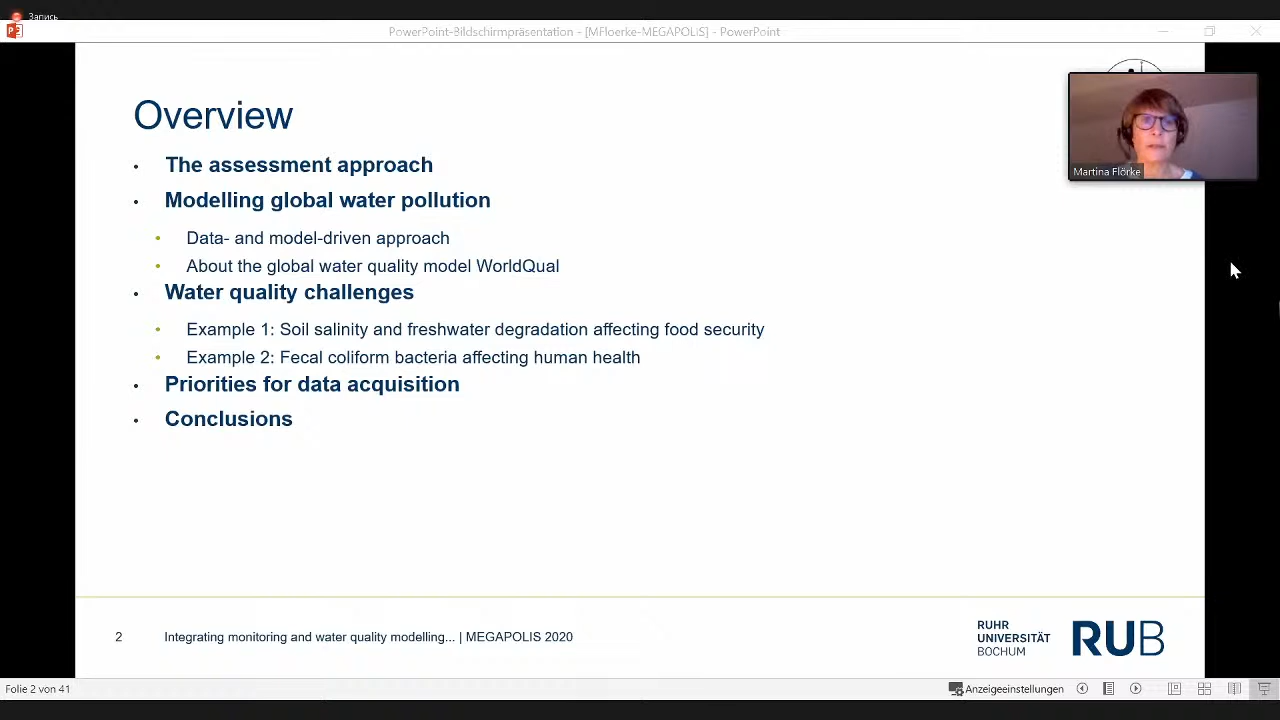 Запись
PowerPoint-Bildschirmpräsentation - [MFloerke-MEGAPOLiS] - PowerPoint
Overview
Martina Flörke
• The assessment approach
• Modelling global water pollution
• Data- and model-driven approach
• About the global water quality model WorldQual
• Water quality challenges
• Example 1: Soil salinity and freshwater degradation affecting food security
• Example 2: Fecal coliform bacteria affecting human health
• Priorities for data acquisition
• Conclusions
2 Integrating monitoring and water quality modelling... | MEGAPOLIS 2020
RUHR
UNIVERSITÄT
BOCHUM
RUB
Folie 2 von 41
Anzeigeeinstellungen